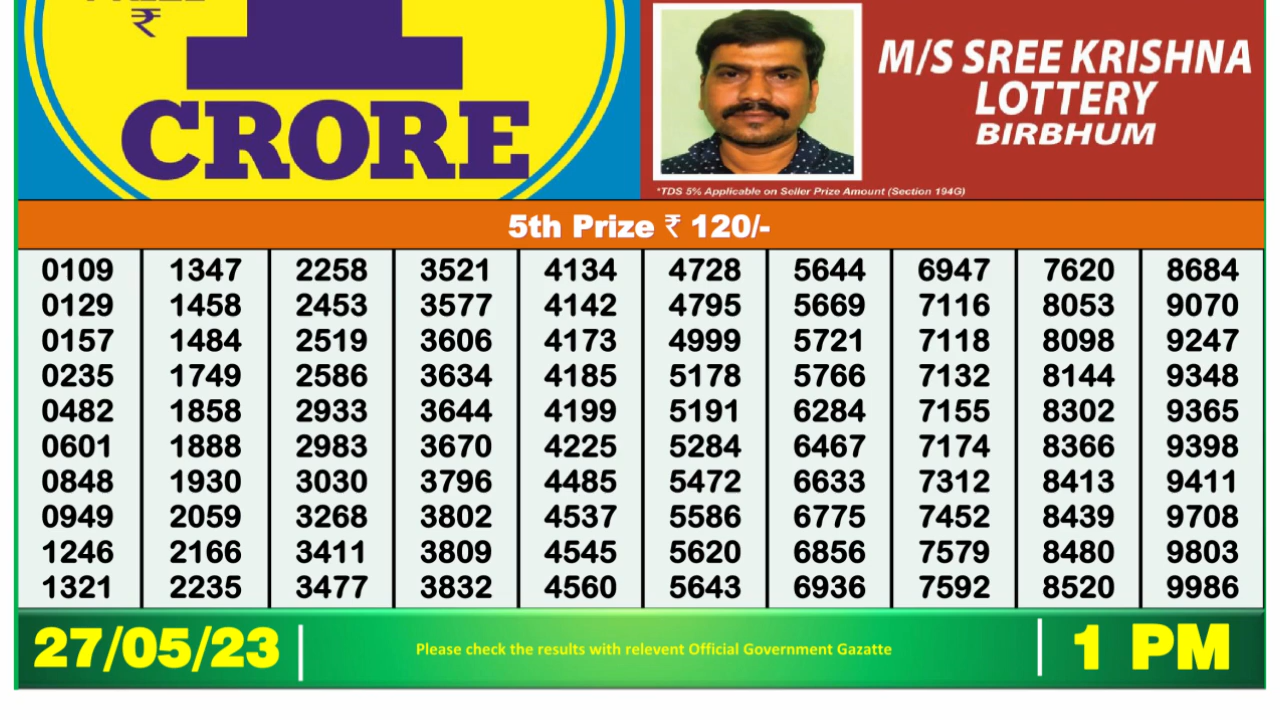 ₹
1
CRORE
M/S SREE KRISHNA
LOTTERY
BIRBHUM
*TDS 5% Applicable on Seller Prize Amount (Section 194G)
5th Prize ₹ 120/-
0109 1347 2258 3521 4134 4728 5644 6947 7620 8684
0129 1458 2453 3577 4142 4795 5669 7116 8053 9070
0157 1484 2519 3606 4173 4999 5721 7118 8098 9247
0235 1749 2586 3634 4185 5178 5766 7132 8144 9348
0482 1858 2933 3644 4199 5191 6284 7155 8302 9365
0601 1888 2983 3670 4225 5284 6467 7174 8366 9398
0848 1930 3030 3796 4485 5472 6633 7312 8413 9411
0949 2059 3268 3802 4537 5586 6775 7452 8439 9708
1246 2166 3411 3809 4545 5620 6856 7579 8480 9803
1321 2235 3477 3832 4560 5643 6936 7592 8520 9986
27/05/23 Please check the results with relevent Official Government Gazatte 1 PM